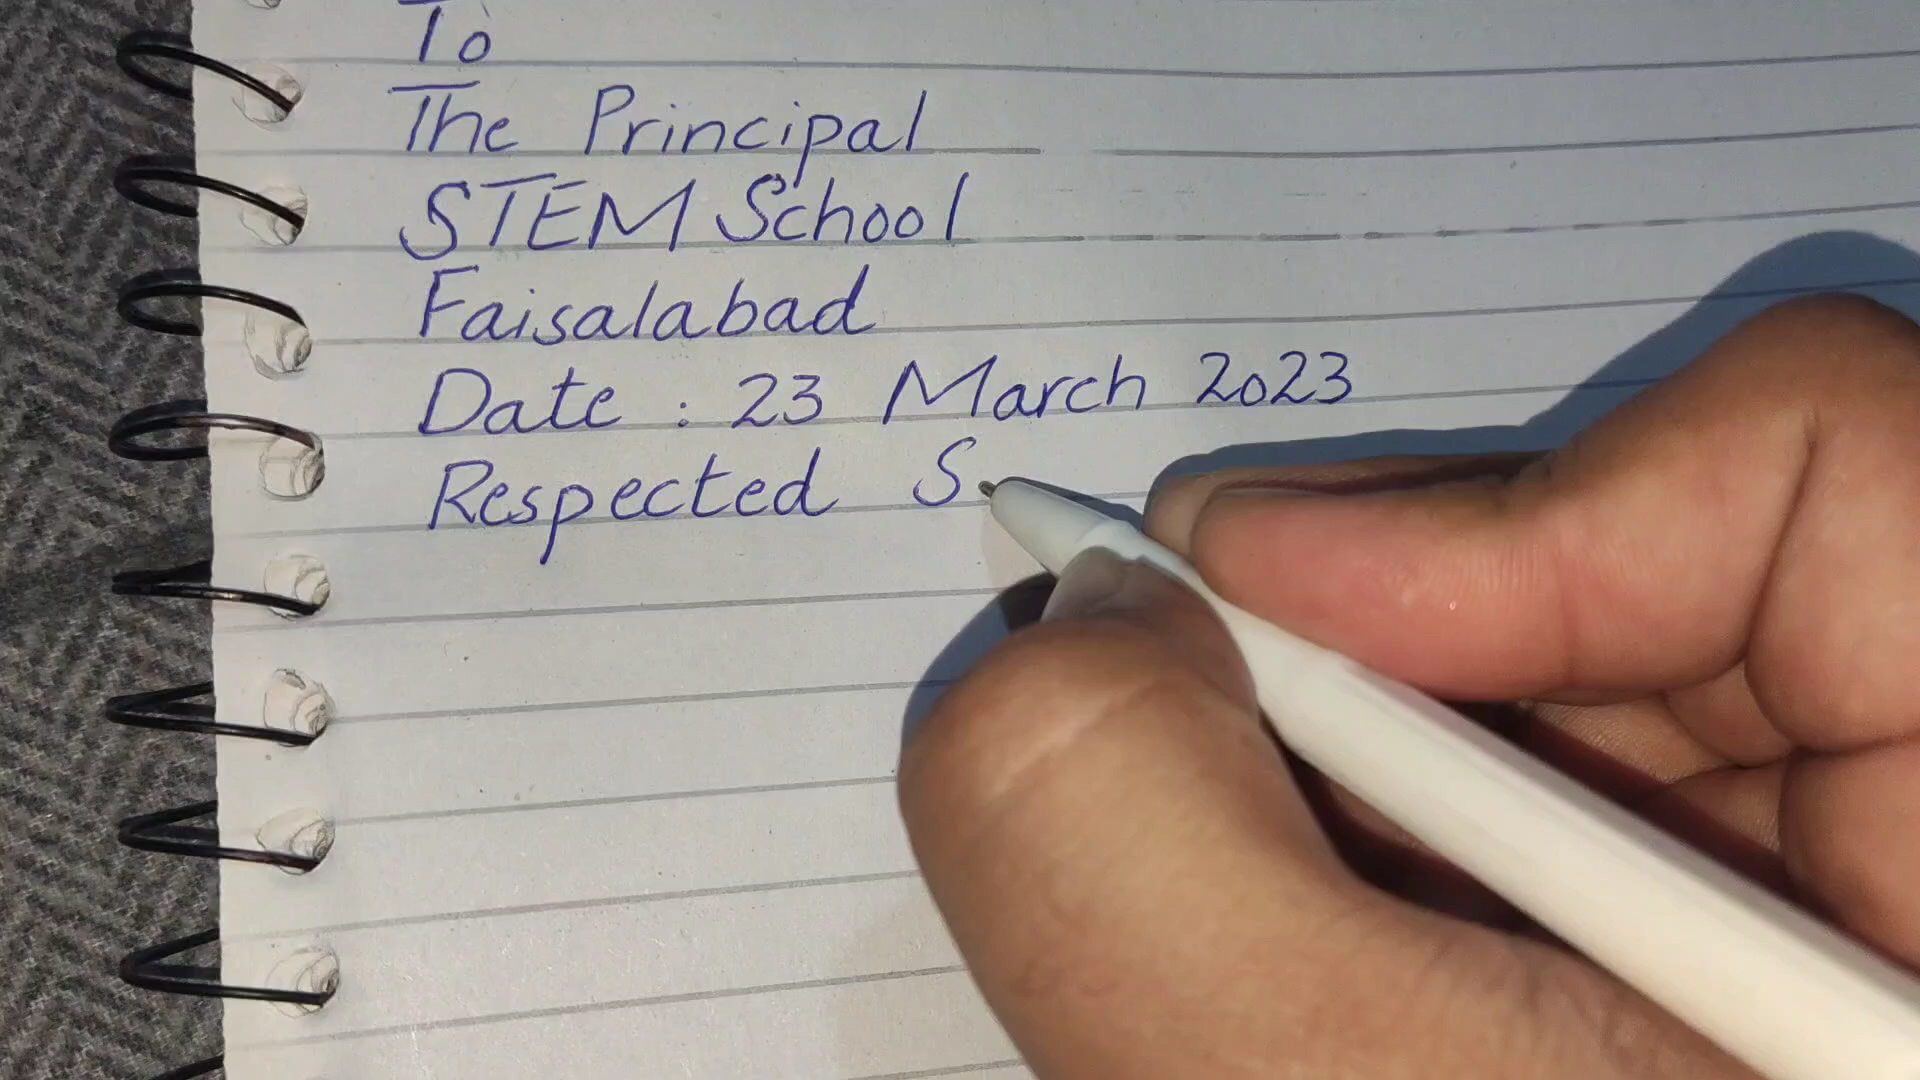 To
The Principal
STEM School
Faisalabad
Date : 23 March 2023
Respected S